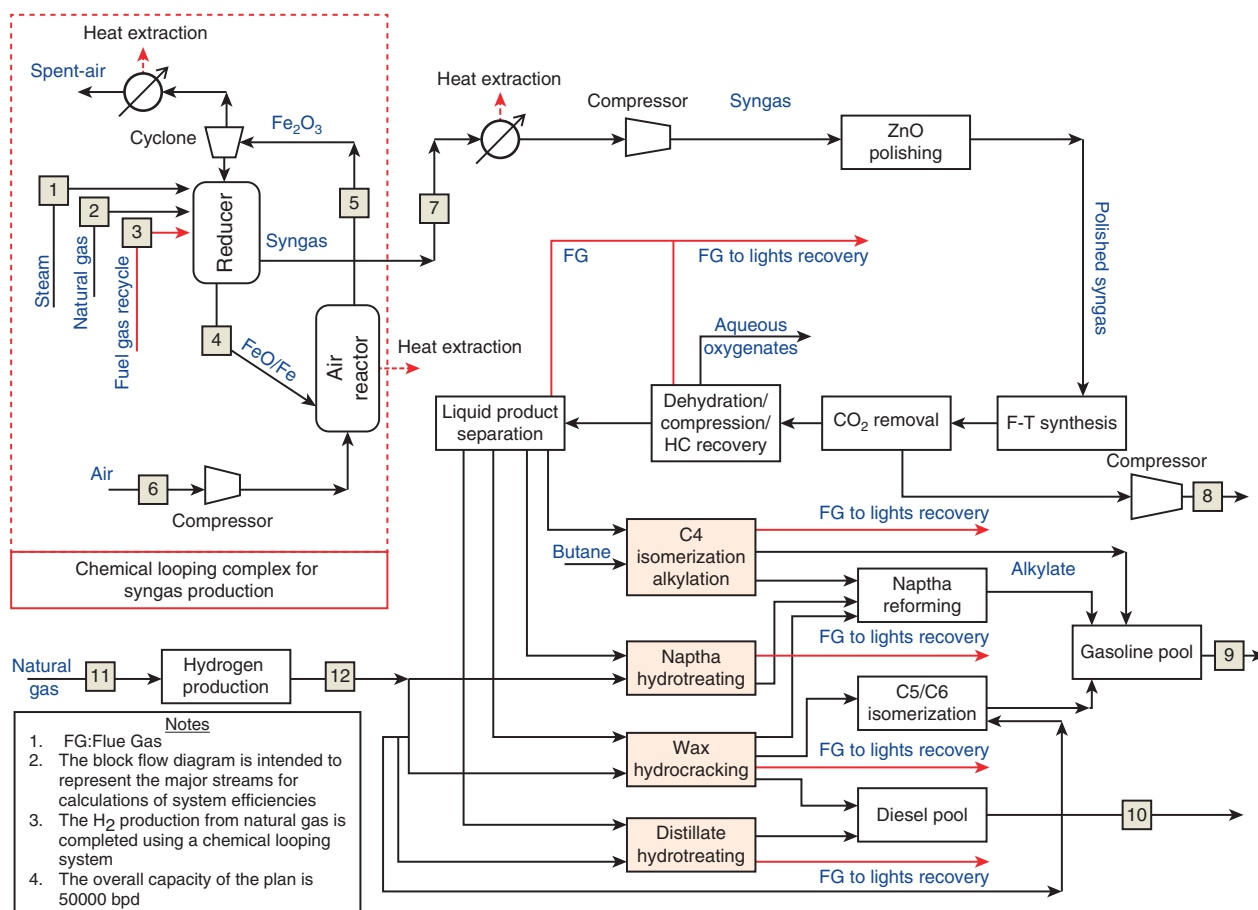 Heat extraction
Spent-air
Cyclone
Fe2O3
1
2
3
Reducer
5
Steam
Natural gas
Fuel gas recycle
Syngas
4
FeO/Fe
Air
reactor
Heat extraction
Air
6
Compressor
Chemical looping complex for
syngas production
7
Heat extraction
Compressor
Syngas
ZnO
polishing
Polished syngas
FG
FG to lights recovery
Aqueous
oxygenates
Liquid product
separation
Dehydration/
compression/
HC recovery
CO2 removal
F-T synthesis
Compressor
8
FG to lights recovery
Butane
C4
isomerization
alkylation
Naptha
reforming
Alkylate
FG to lights recovery
Naptha
hydrotreating
Gasoline pool
9
C5/C6
isomerization
Wax
hydrocracking
FG to lights recovery
Diesel pool
10
Distillate
hydrotreating
FG to lights recovery
Natural
gas
11
Hydrogen
production
12
Notes
1. FG:Flue Gas
2. The block flow diagram is intended to
represent the major streams for
calculations of system efficiencies
3. The H2 production from natural gas is
completed using a chemical looping
system
4. The overall capacity of the plan is
50000 bpd